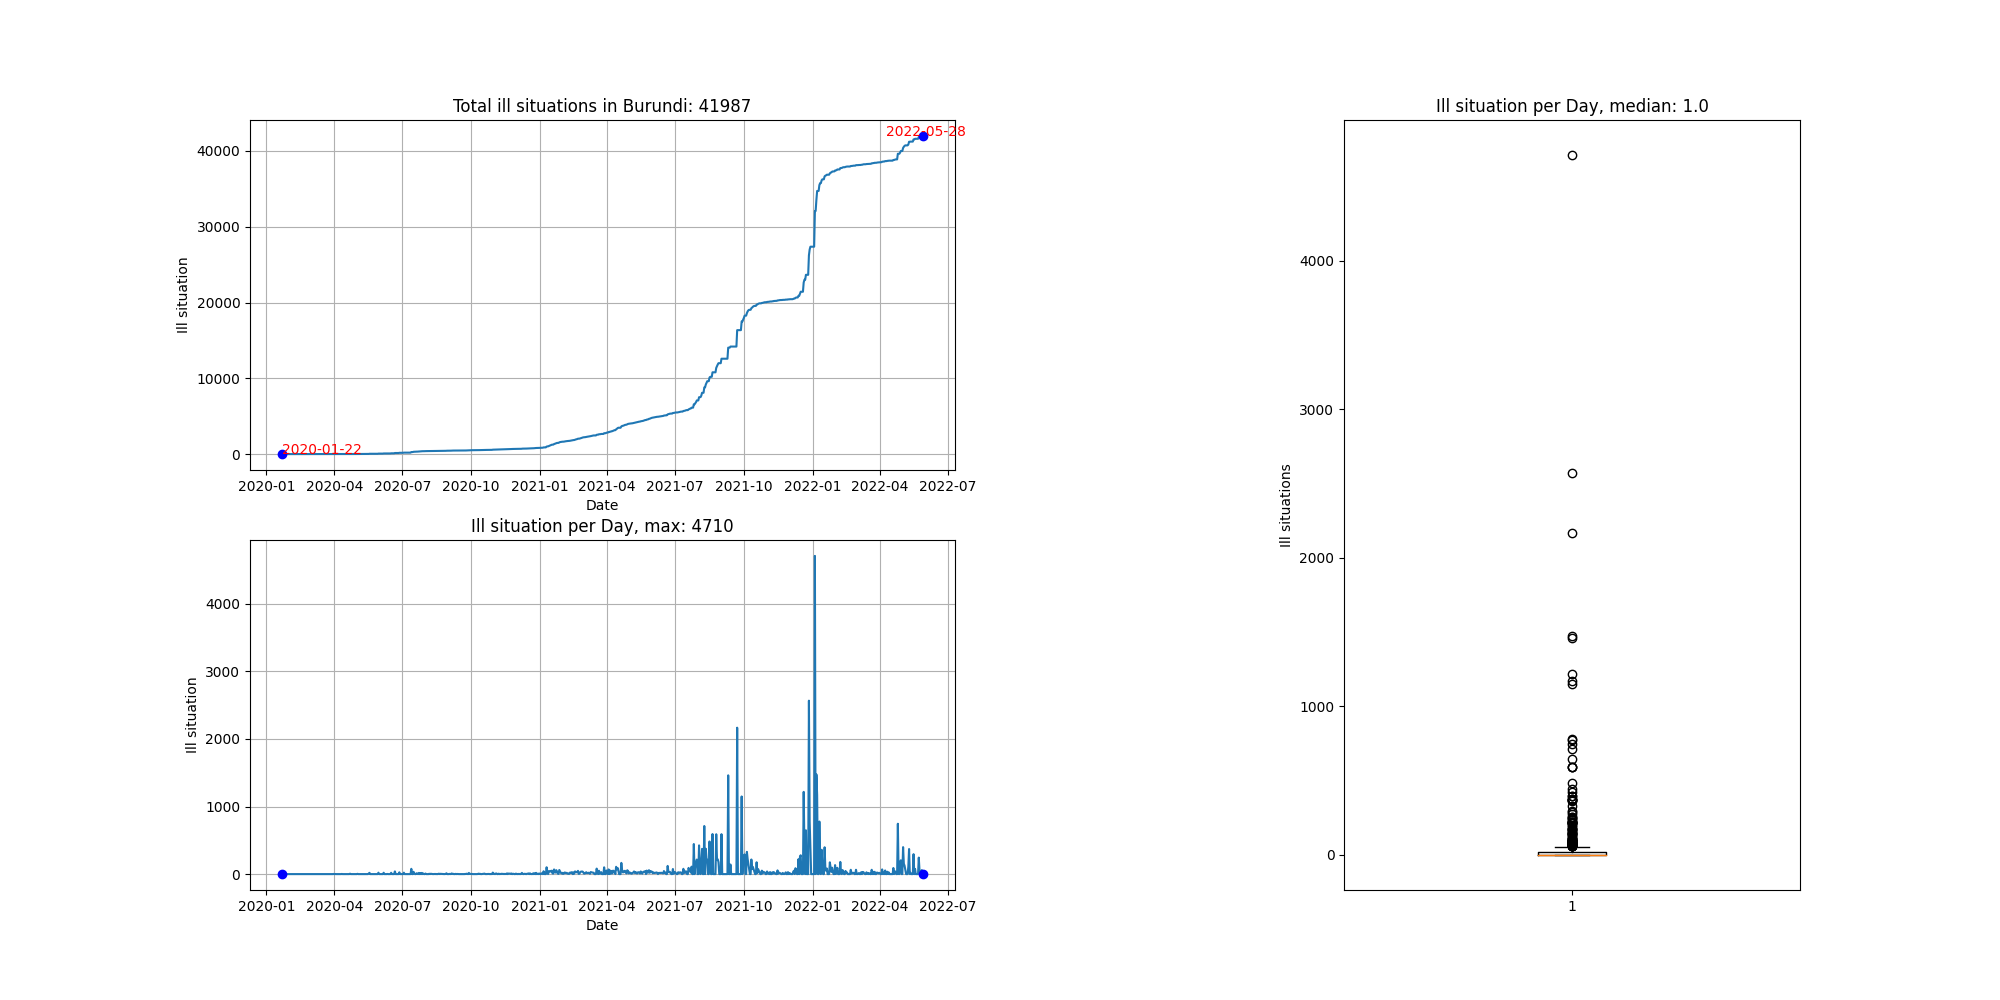 Total ill situations in Burundi: 41987
Ill situation
40000
30000
20000
10000
0
2020-01-22
2022-05-28
2020-01 2020-04 2020-07 2020-10 2021-01 2021-04 2021-07 2021-10 2022-01 2022-04 2022-07
Date
Ill situation per Day, max: 4710
Ill situation
4000
3000
2000
1000
0
2020-01 2020-04 2020-07 2020-10 2021-01 2021-04 2021-07 2021-10 2022-01 2022-04 2022-07
Date
Ill situation per Day, median: 1.0
Ill situations
4000
3000
2000
1000
0
1